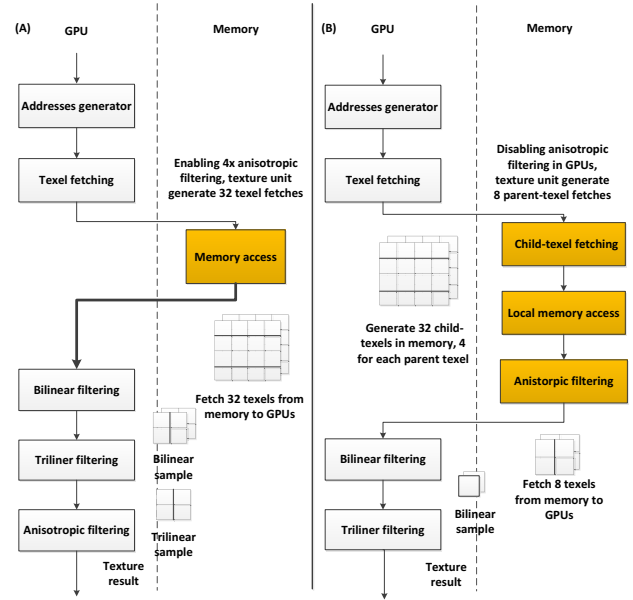 (A)
GPU
Memory
Addresses generator
Texel fetching
Enabling 4x anisotropic
filtering, texture unit
generate 32 texel fetches
Memory access
Fetch 32 texels from
memory to GPUs
Bilinear filtering
Bilinear
sample
Triliner filtering
Trilinear
sample
Anisotropic filtering
Texture
result
(B)
GPU
Memory
Addresses generator
Texel fetching
Disabling anisotropic
filtering in GPUs,
texture unit generate
8 parent-texel fetches
Child-texel fetching
Local memory access
Generate 32 child-
texels in memory, 4
for each parent texel
Anistorpic filtering
Bilinear filtering
Fetch 8 texels
from memory to
GPUs
Bilinear
sample
Triliner filtering
Texture
result